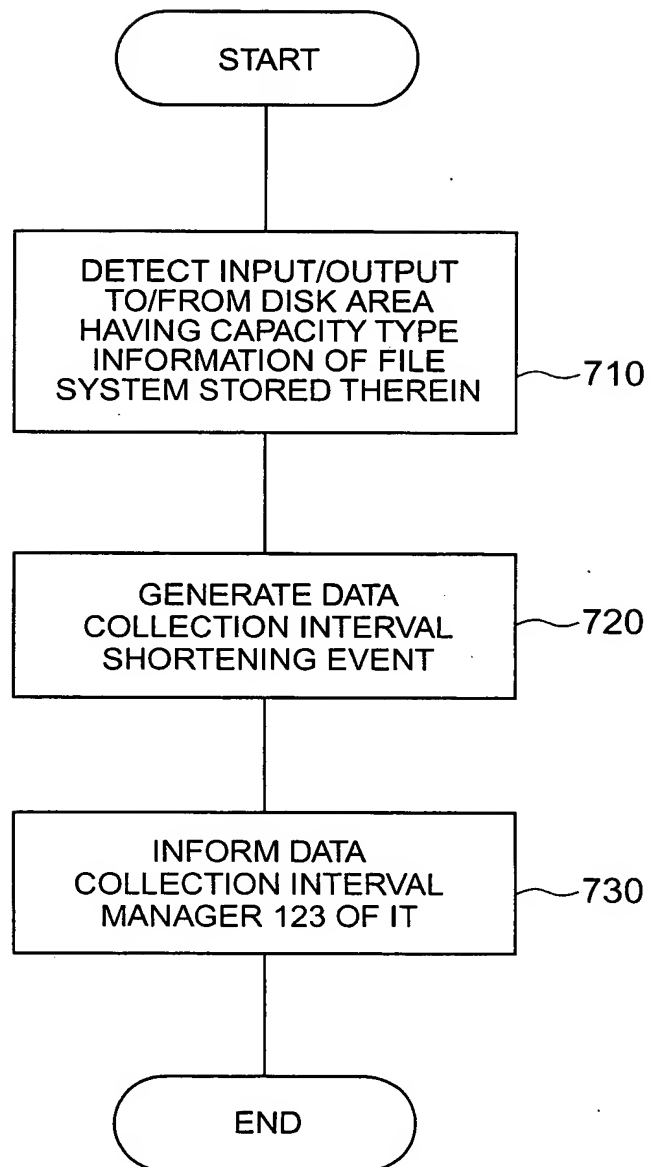 START
DETECT INPUT/OUTPUT
TO/FROM DISK AREA
HAVING CAPACITY TYPE
INFORMATION OF FILE
SYSTEM STORED THEREIN
710
GENERATE DATA
COLLECTION INTERVAL
SHORTENING EVENT
720
INFORM DATA
COLLECTION INTERVAL
MANAGER 123 OF IT
730
END